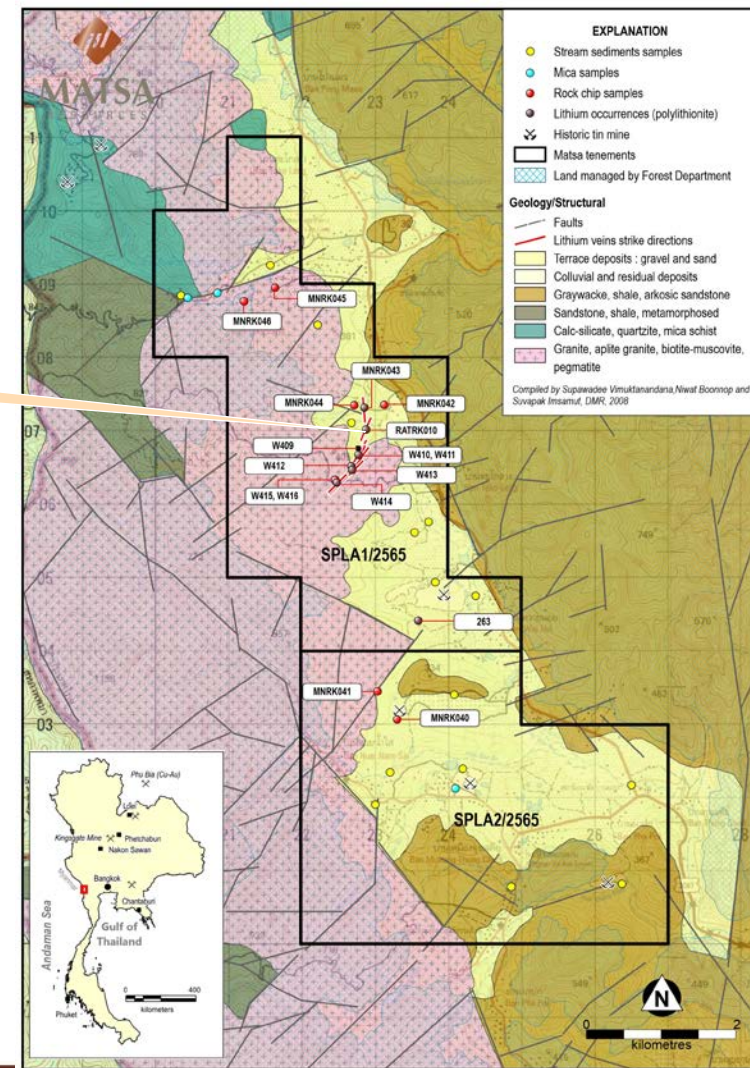 MATSA
RESOURCES
EXPLANATION
Stream sediments samples
Mica samples
Rock chip samples
Lithium occurrences (polylithionite)
Historic tin mine
Matsa tenements
Land managed by Forest Department
Geology/Structural
Faults
Lithium veins strike directions
Terrace deposits : gravel and sand
Colluvial and residual deposits
Graywacke, shale, arkosic sandstone
Sandstone, shale, metamorphosed
Calc-silicate, quartzite, mica schist
Granite, aplite granite, biotite-muscovite,
pegmatite
Compiled by Supawadee Vimuktanandana,Niwat Boonnop and
Suvapak Imsamut, DMR, 2008
21
22
23
11
10
09
08
07
06
05
04
03
MNRK045
MNRK046
MNRK043
MNRK044
MNRK042
RATRK010
W409
W410, W411
W412
W413
W415, W416
W414
SPLA1/2565
263
MNRK041
MNRK040
24
26
SPLA2/2565
Phu Bia (Cu-Au)
Loei
Kingsgate Mine
Phetchabun
Nakon Sawan
Myanmar
Bangkok
Chantaburi
Andaman Sea
Gulf of
Thailand
Phuket
0 400
kilometers
N
0 2
kilometres